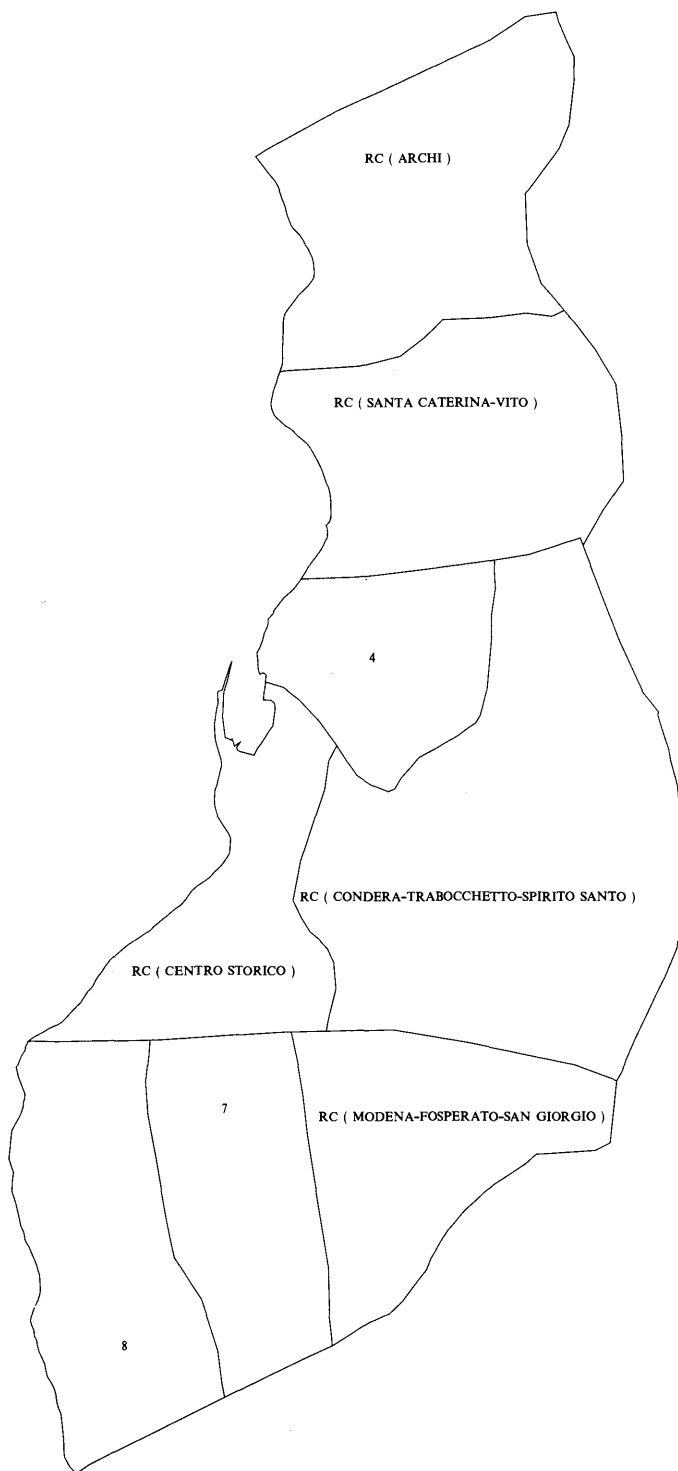 RC ( ARCHI )
RC ( SANTA CATERINA-VITO )
4
RC ( CONDERA-TRABOCCHETTO-SPIRITO SANTO )
RC ( CENTRO STORICO )
7
RC ( MODENA-FOSPERATO-SAN GIORGIO )
8